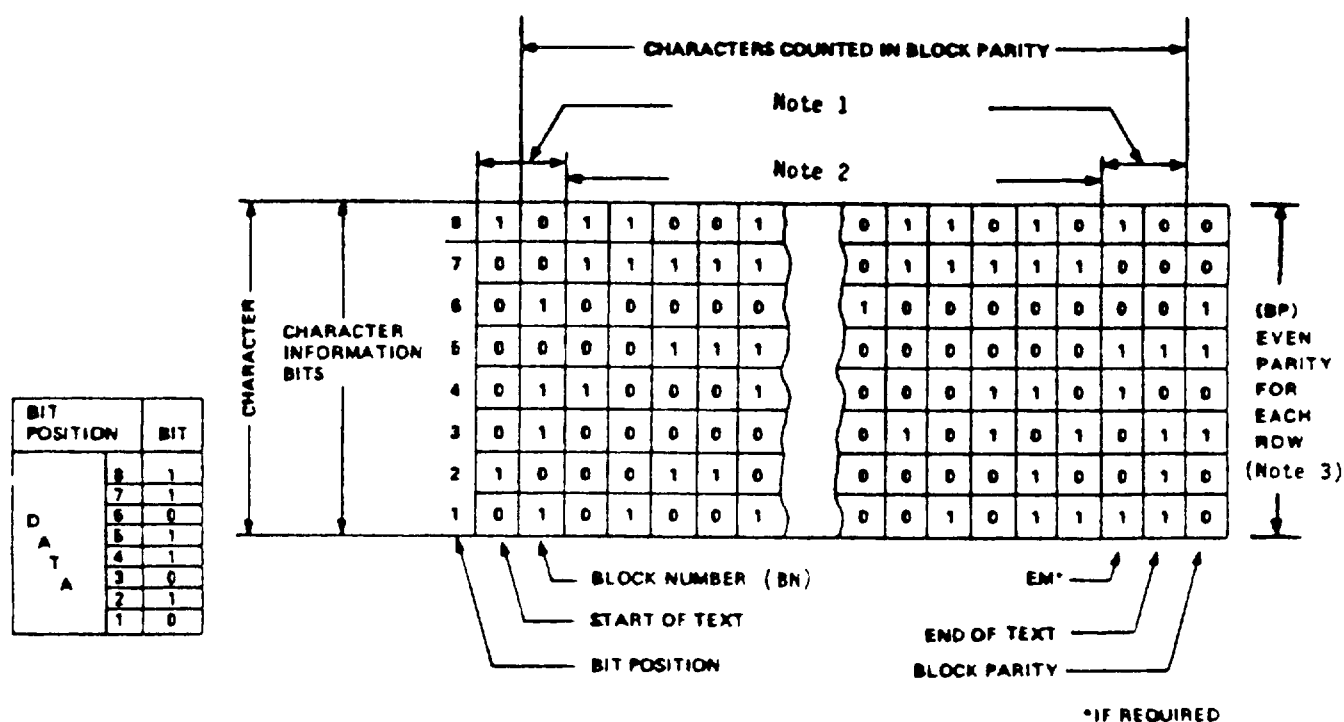 CHARACTERS COUNTED IN BLOCK PARITY
Note 1
Note 2
8 1 0 1 1 0 0 1 0 1 1 0 1 0 1 0 0
7 0 0 1 1 1 1 1 0 1 1 1 1 1 0 0 0
6 0 1 0 0 0 0 0 1 0 0 0 0 0 0 0 1
5 0 0 0 0 1 1 1 0 0 0 0 0 0 1 1 1
4 0 1 1 0 0 0 1 0 0 0 1 1 0 1 0 0
3 0 1 0 0 0 0 0 0 1 0 1 0 1 0 1 1
2 1 0 0 0 1 1 0 0 0 0 0 1 0 0 1 0
1 0 1 0 1 0 0 1 0 0 1 0 1 1 1 1 0
CHARACTER
CHARACTER
INFORMATION
BITS
(BP)
EVEN
PARITY
FOR
EACH
ROW
(Note 3)
BIT
POSITION BIT
DATA
8 1
7 1
6 0
5 1
4 1
3 0
2 1
1 0
BLOCK NUMBER (BN)
START OF TEXT
BIT POSITION
EM*
END OF TEXT
BLOCK PARITY
*IF REQUIRED